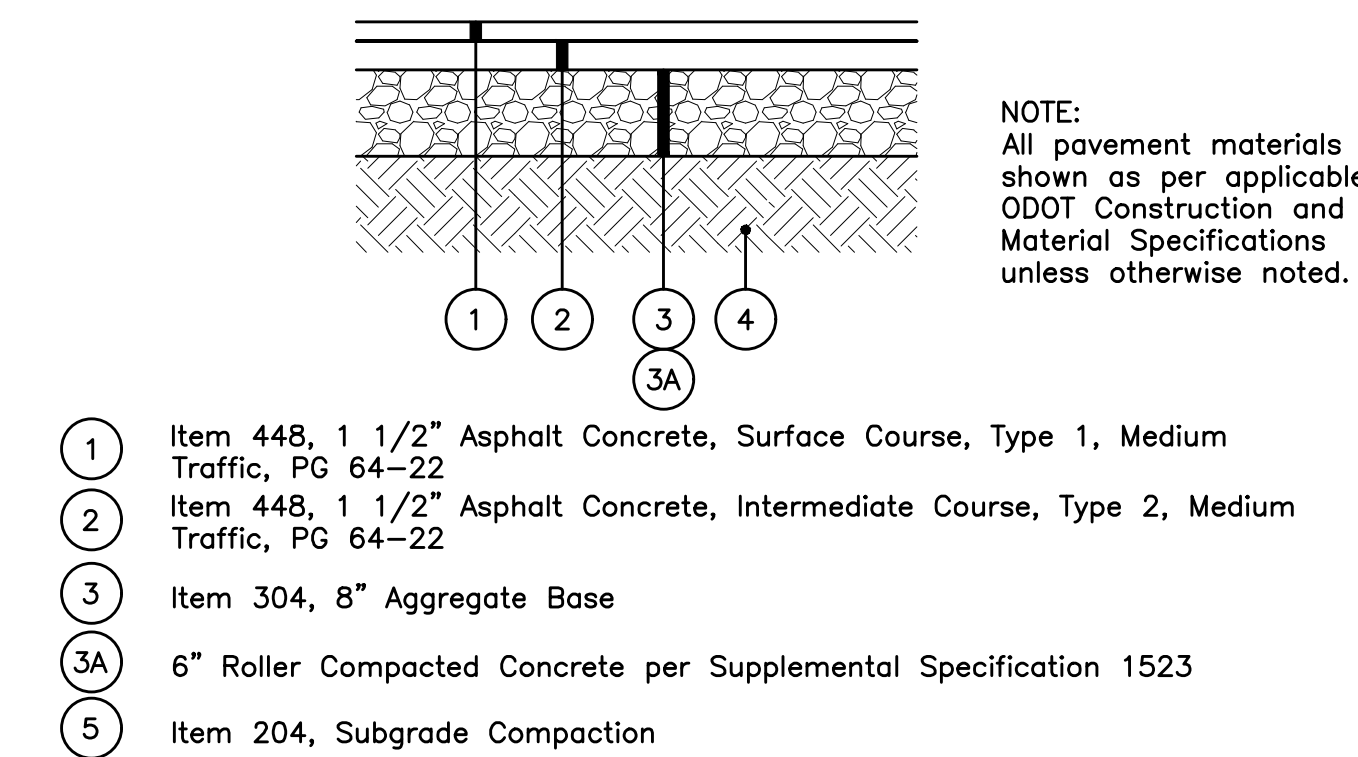 NOTE:
All pavement materials
shown as per applicable
ODOT Construction and
Material Specifications
unless otherwise noted.
1 2 3 4
3A
1 Item 448, 1 1/2” Asphalt Concrete, Surface Course, Type 1, Medium
Traffic, PG 64–22
2 Item 448, 1 1/2” Asphalt Concrete, Intermediate Course, Type 2, Medium
Traffic, PG 64–22
3 Item 304, 8” Aggregate Base
3A 6” Roller Compacted Concrete per Supplemental Specification 1523
5 Item 204, Subgrade Compaction